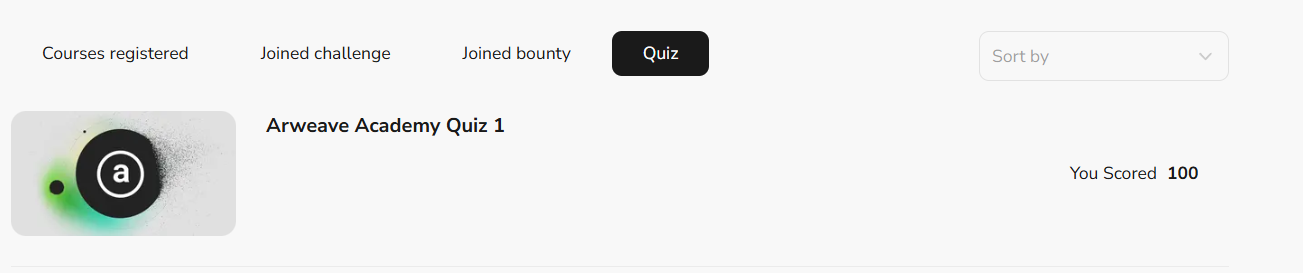 Courses registered Joined challenge Joined bounty Quiz Sort by
Arweave Academy Quiz 1
a
You Scored 100